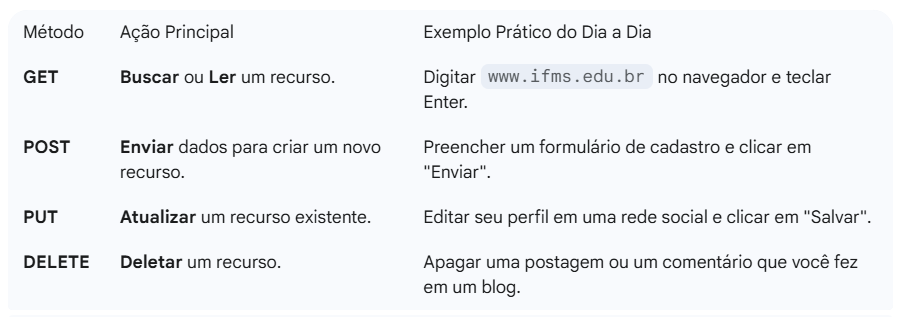 Método Ação Principal Exemplo Prático do Dia a Dia
GET Buscar ou Ler um recurso. Digitar www.ifms.edu.br no navegador e teclar
Enter.
POST Enviar dados para criar um novo Preencher um formulário de cadastro e clicar em
recurso. "Enviar".
PUT Atualizar um recurso existente. Editar seu perfil em uma rede social e clicar em "Salvar".
DELETE Deletar um recurso. Apagar uma postagem ou um comentário que você fez
em um blog.